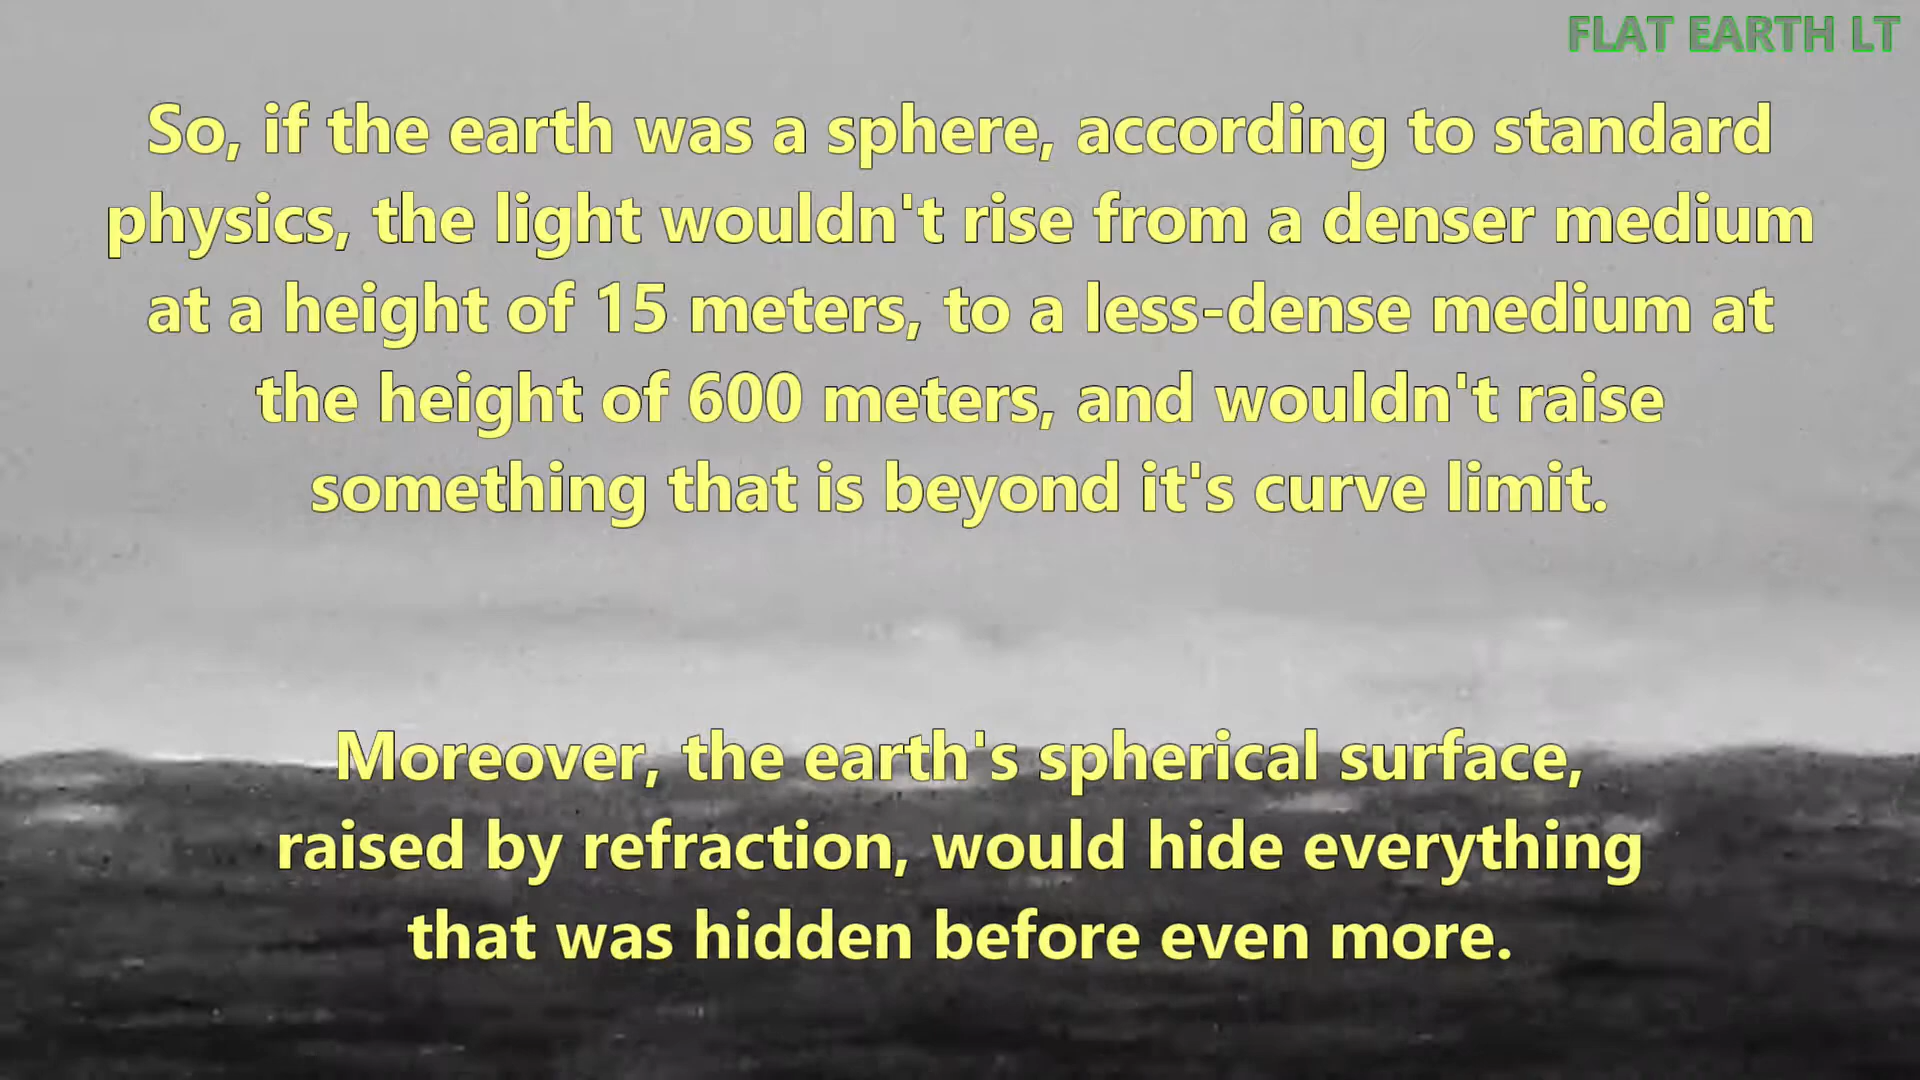 FLAT EARTH LT
So, if the earth was a sphere, according to standard
physics, the light wouldn't rise from a denser medium
at a height of 15 meters, to a less-dense medium at
the height of 600 meters, and wouldn't raise
something that is beyond it's curve limit.
Moreover, the earth's spherical surface,
raised by refraction, would hide everything
that was hidden before even more.